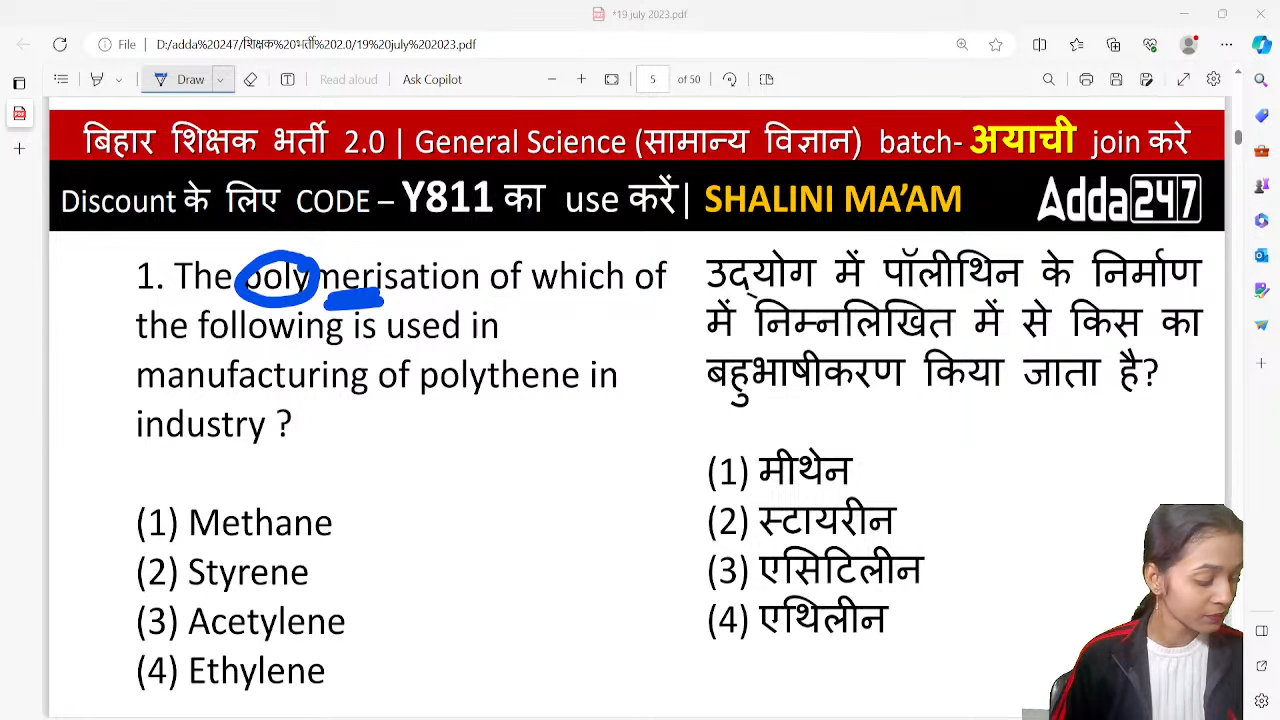 *19 july 2023.pdf
File D:/adda%20247/शिक्षक%20भर्ती%202.0/19%20july%202023.pdf
Draw Read aloud Ask Copilot 5 of 50
बिहार शिक्षक भर्ती 2.0 | General Science (सामान्य विज्ञान) batch- अयाची join करे
Discount के लिए CODE – Y811 का use करें| SHALINI MA’AM Adda247
1. The polymerisation of which of
the following is used in
manufacturing of polythene in
industry ?
(1) Methane
(2) Styrene
(3) Acetylene
(4) Ethylene
उद्योग में पॉलीथिन के निर्माण
में निम्नलिखित में से किस का
बहुभाषीकरण किया जाता है?
(1) मीथेन
(2) स्टायरीन
(3) एसिटिलीन
(4) एथिलीन